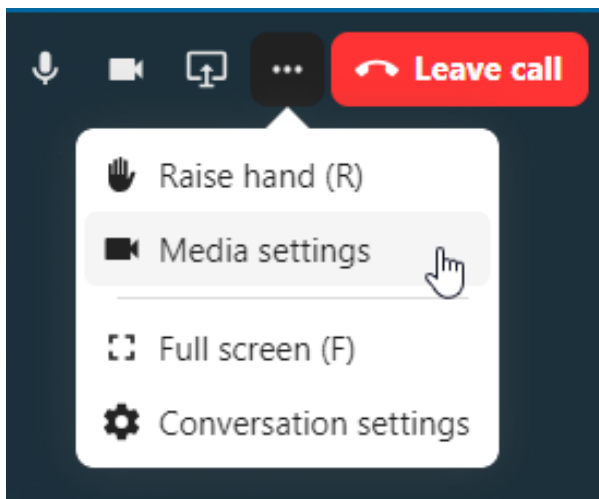 Leave call
Raise hand (R)
Media settings
Full screen (F)
Conversation settings